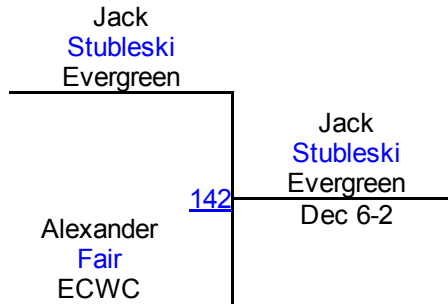 Jack
Stubleski
Evergreen
Jack
Stubleski
Evergreen
142
Dec 6-2
Alexander
Fair
ECWC